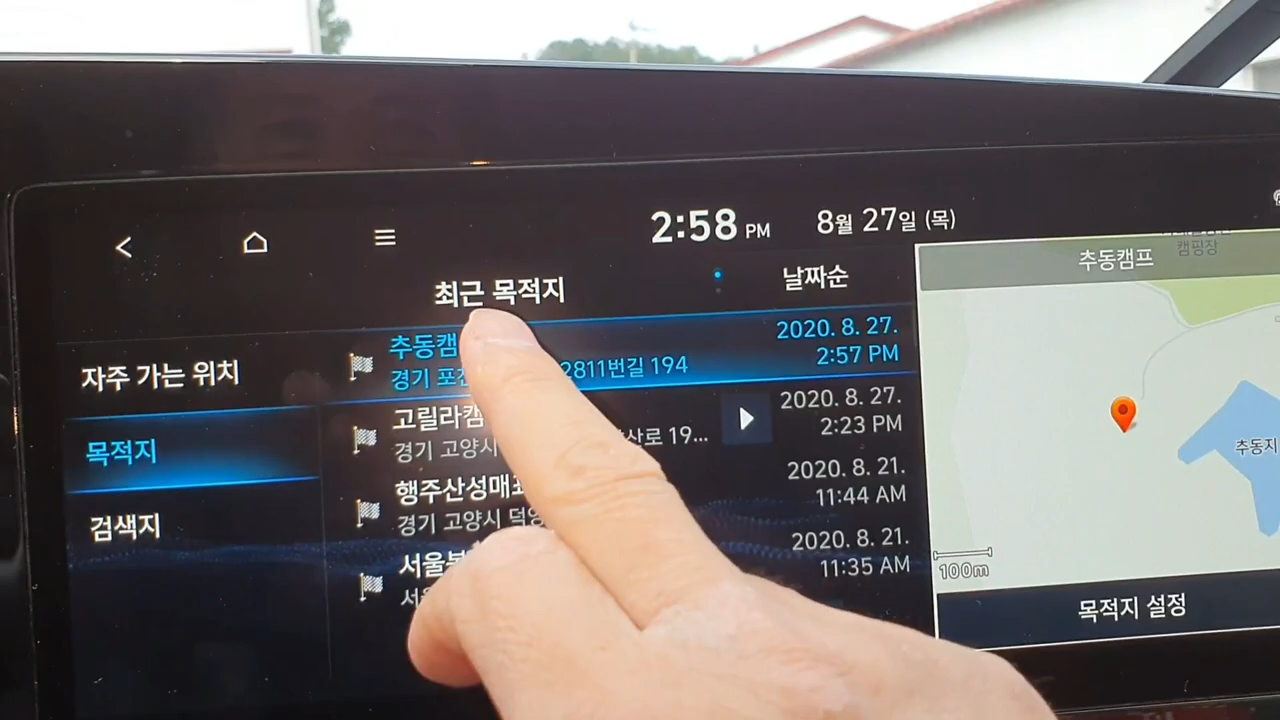 2:58 PM
8월 27일 (목)
최근 목적지
날짜순
자주 가는 위치
목적지
검색지
추동캠
경기 2811번길 194
2020. 8. 27.
2:57 PM
고릴라캠
경기 고양시 19...
2020. 8. 27.
2:23 PM
행주산성매
경기 고양시 덕양
2020. 8. 21.
11:44 AM
2020. 8. 21.
11:35 AM
추동캠프
캠핑장
추동지
100m
목적지 설정